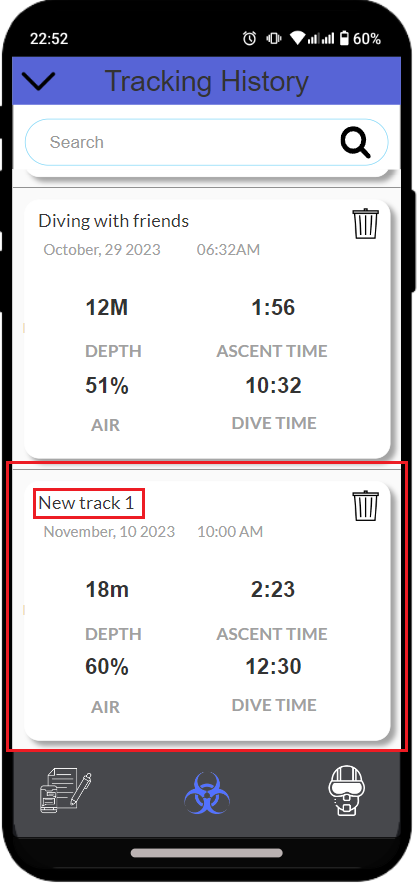 22:52 60%
Tracking History
Search
Diving with friends
October, 29 2023 06:32AM
12M 1:56
DEPTH ASCENT TIME
51% 10:32
AIR DIVE TIME
New track 1
November, 10 2023 10:00 AM
18m 2:23
DEPTH ASCENT TIME
60% 12:30
AIR DIVE TIME